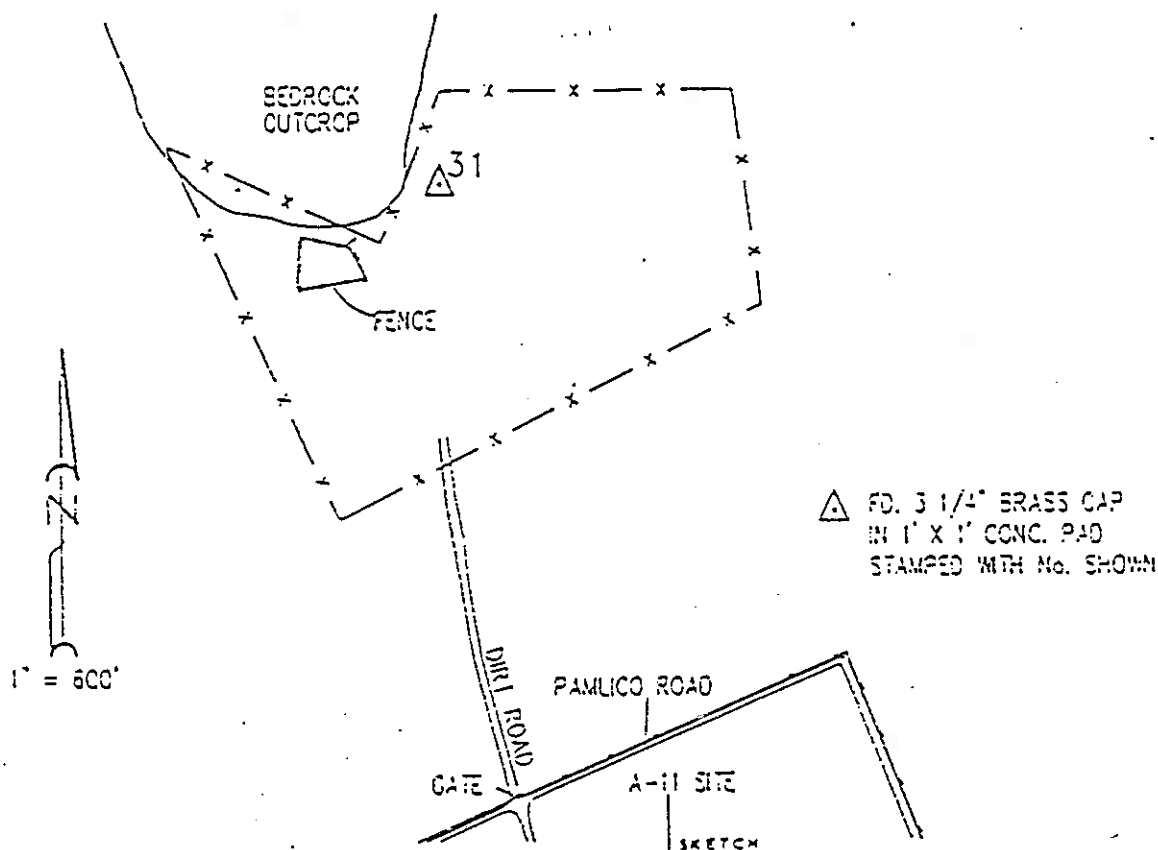 BEDROCK
OUTCROP
31
FENCE
N
FD. 3 1/4" BRASS CAP
IN 1' X 1' CONC. PAD
STAMPED WITH No. SHOWN
1" = 600'
DIRT ROAD
PAMLICO ROAD
GATE
A-11 SITE
SKETCH